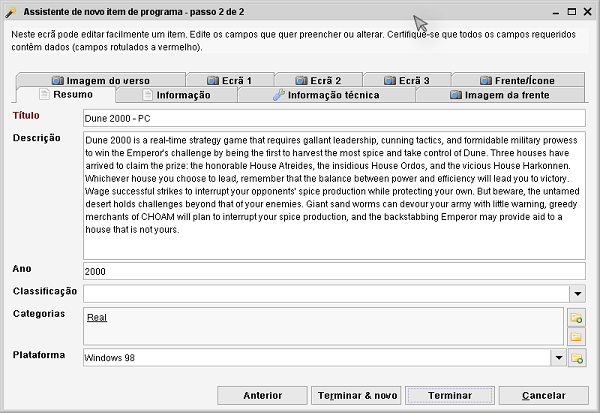 Assistente de novo item de programa - passo 2 de 2
Neste ecrã pode editar facilmente um item. Edite os campos que quer preencher ou alterar. Certifique-se que todos os campos requeridos
contêm dados (campos rotulados a vermelho).
Imagem do verso Ecrã 1 Ecrã 2 Ecrã 3 Frente/Ícone
Resumo Informação Informação técnica Imagem da frente
Título Dune 2000 - PC
Descrição Dune 2000 is a real-time strategy game that requires gallant leadership, cunning tactics, and formidable military prowess
to win the Emperor's challenge by being the first to harvest the most spice and take control of Dune. Three houses have
arrived to claim the prize: the honorable House Atreides, the insidious House Ordos, and the vicious House Harkonnen.
Whichever house you choose to lead, remember that the balance between power and efficiency will lead you to victory.
Wage successful strikes to interrupt your opponents' spice production while protecting your own. But beware, the untamed
desert holds challenges beyond that of your enemies. Giant sand worms can devour your army with little warning, greedy
merchants of CHOAM will plan to interrupt your spice production, and the backstabbing Emperor may provide aid to a
house that is not yours.
Ano 2000
Classificação
Categorias Real
Plataforma Windows 98
Anterior Terminar & novo Terminar Cancelar